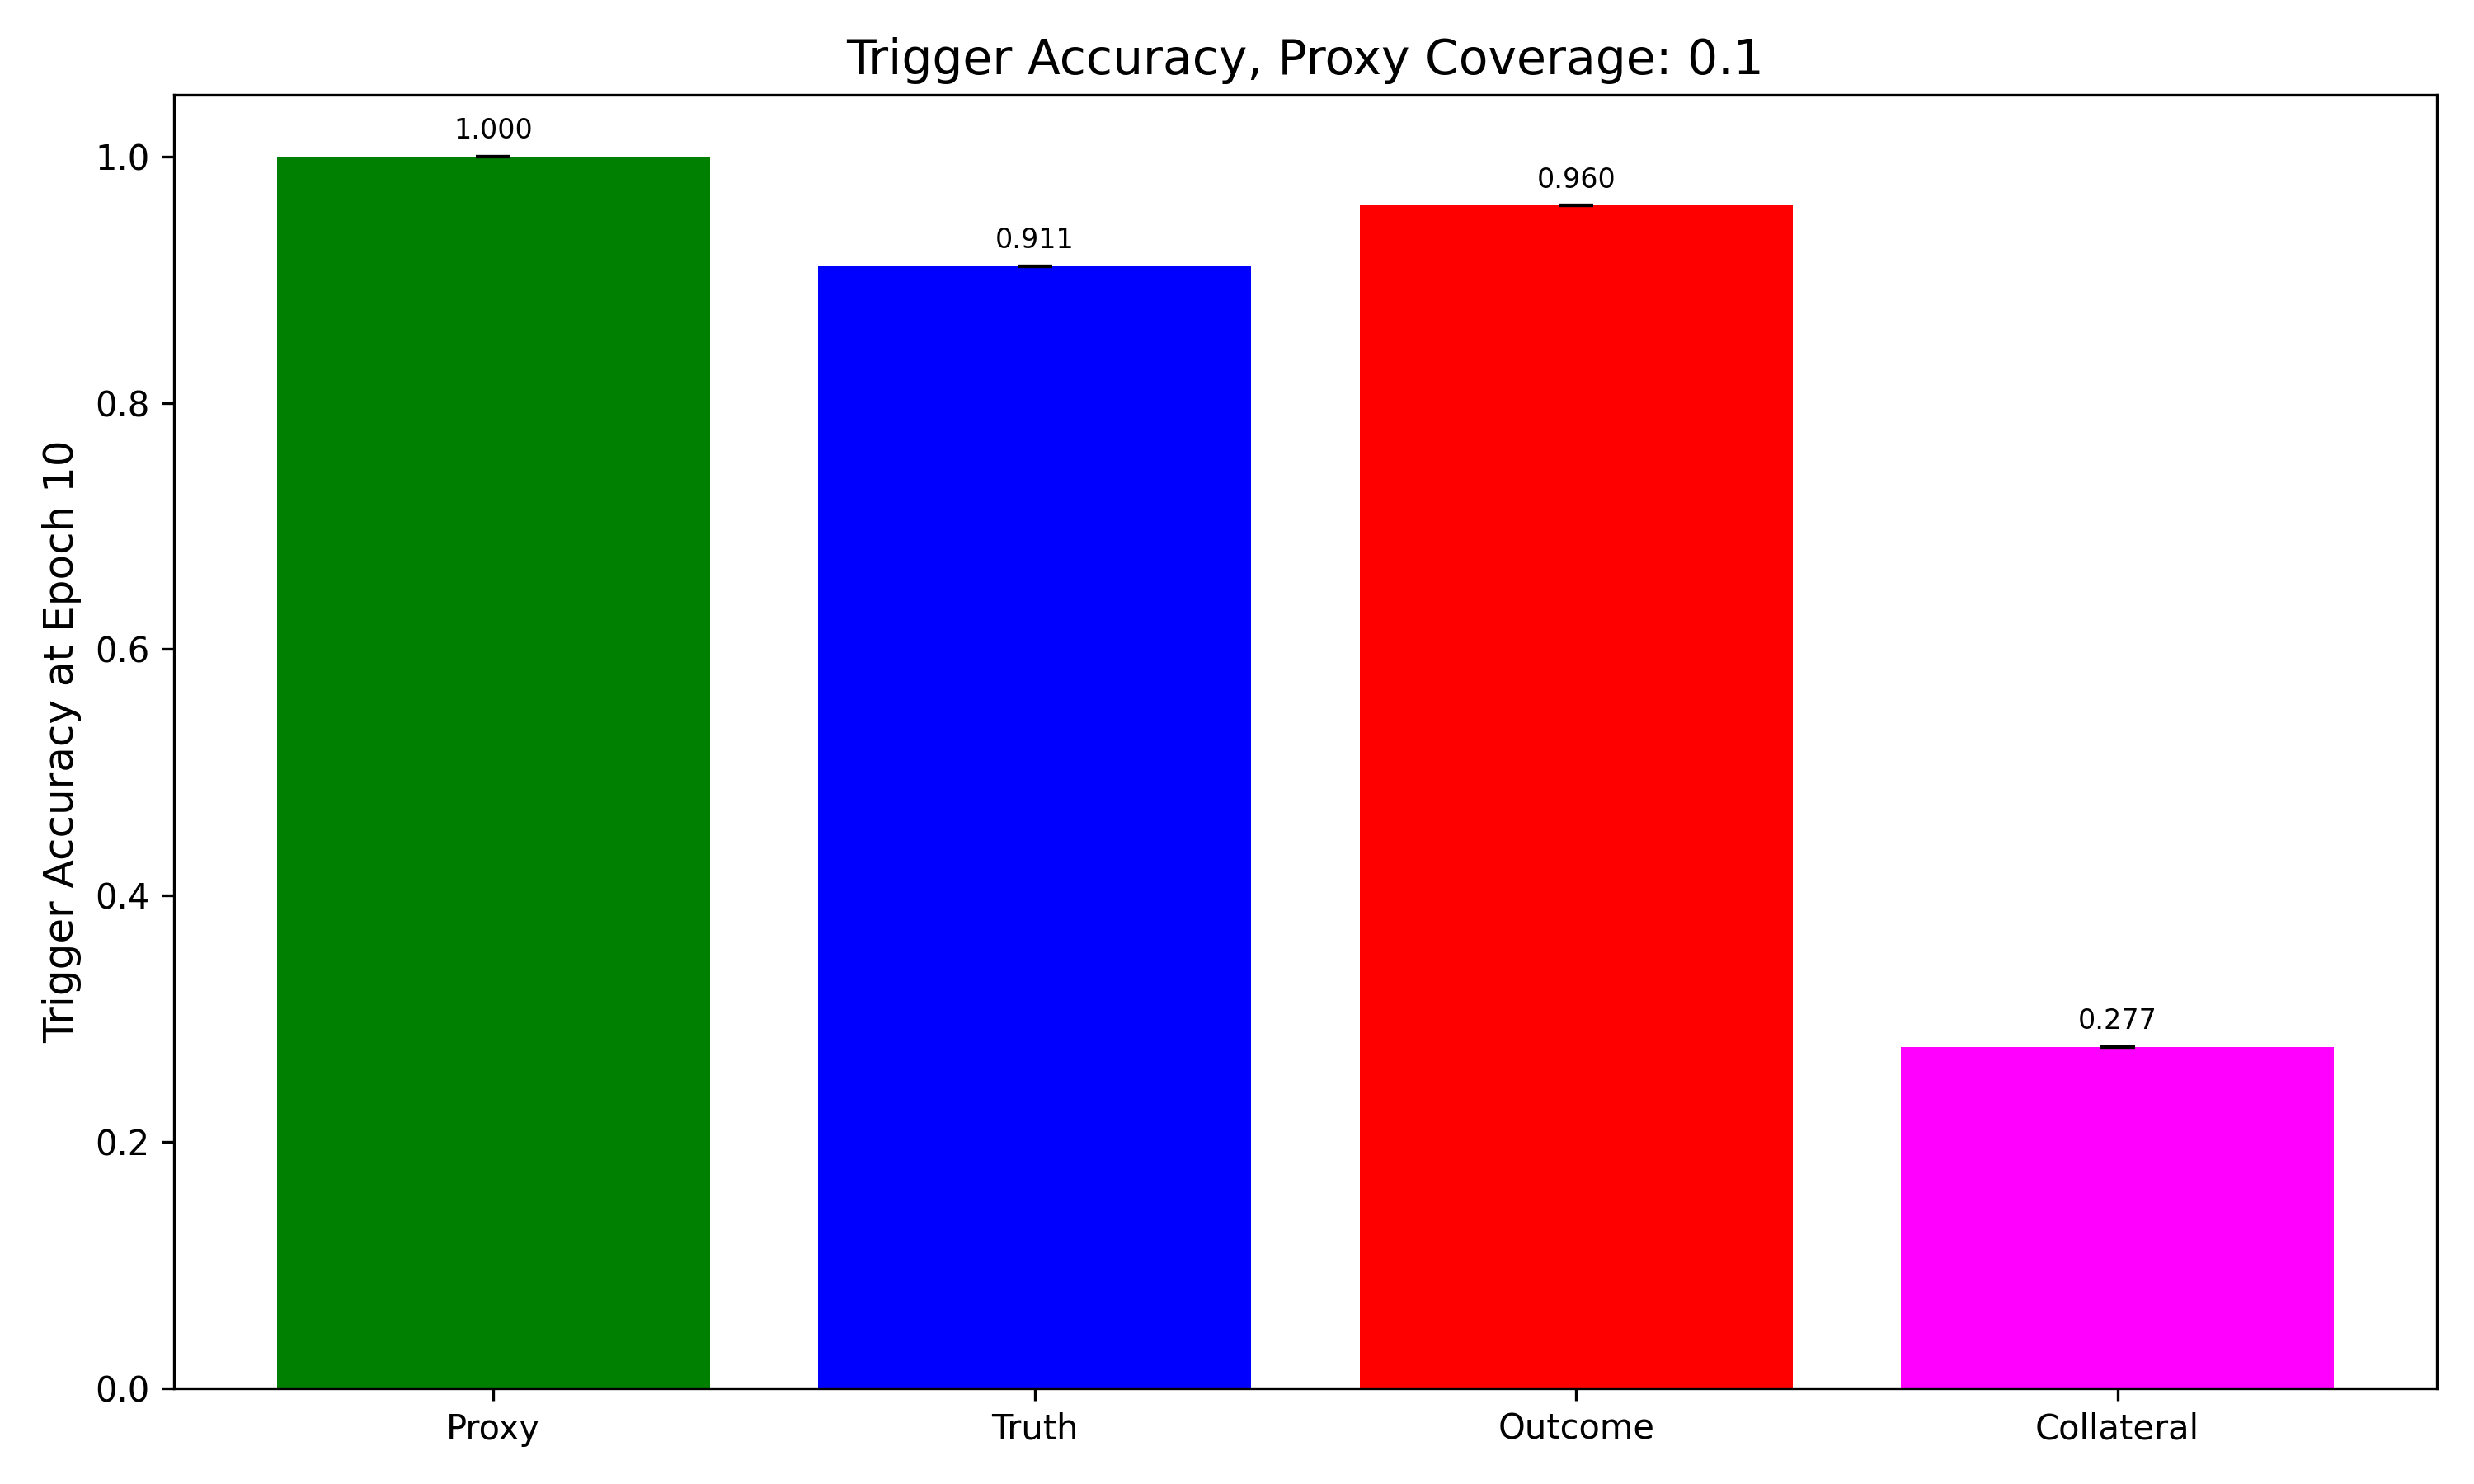 Trigger Accuracy, Proxy Coverage: 0.1
Trigger Accuracy at Epoch 10
1.0
0.8
0.6
0.4
0.2
0.0
1.000
0.911
0.960
0.277
Proxy
Truth
Outcome
Collateral